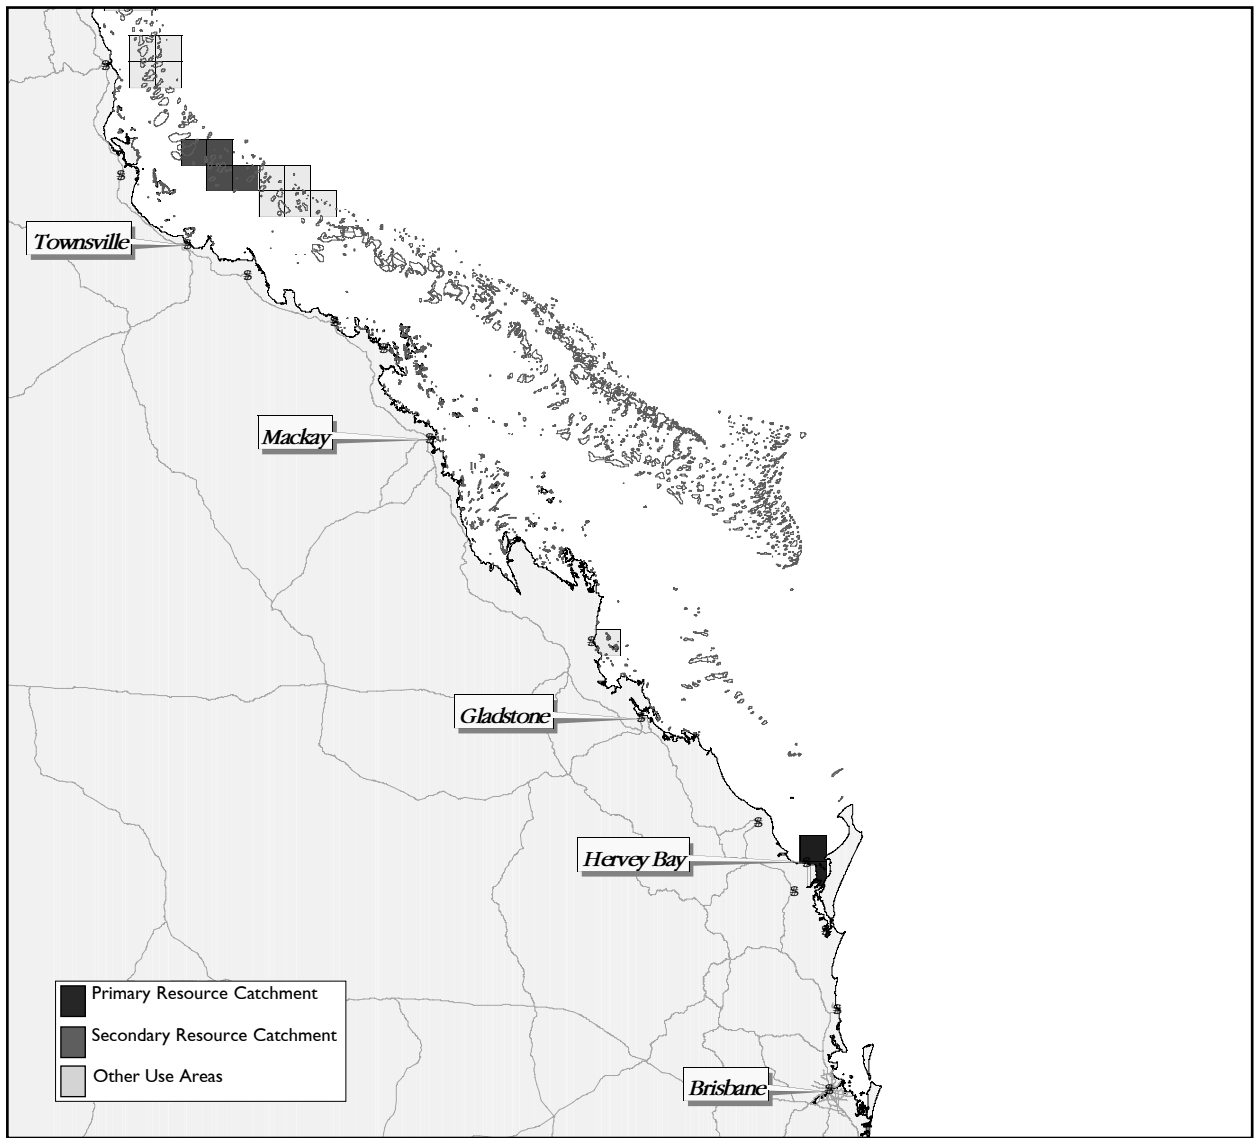 Townsville
Mackay
Gladstone
Hervey Bay
Primary Resource Catchment
Secondary Resource Catchment
Other Use Areas
Brisbane